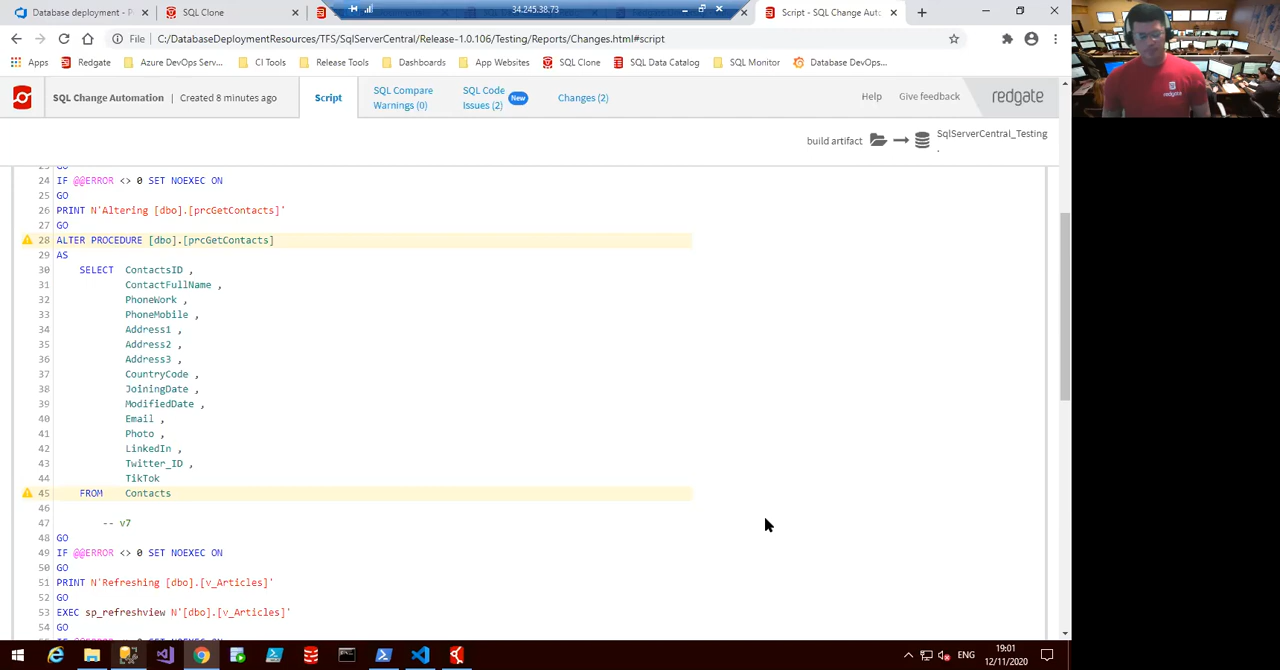 Database deployment - P
SQL Clone
34.245.38.73
Script - SQL Change Autom
File
C:/DatabaseDeploymentResources/TFS/SqlServerCentral/Release-1.0.106/Testing/Reports/Changes.html#script
Apps
Redgate
Azure DevOps Serv...
CI Tools
Release Tools
Dashboards
App Websites
SQL Clone
SQL Data Catalog
SQL Monitor
Database DevOps...
SQL Change Automation
Created 8 minutes ago
Script
SQL Compare
Warnings (0)
SQL Code
Issues (2)
New
Changes (2)
Help
Give feedback
redgate
build artifact
SqlServerCentral_Testing
.
24 IF @@ERROR <> 0 SET NOEXEC ON
25 GO
26 PRINT N'Altering [dbo].[prcGetContacts]'
27 GO
28 ALTER PROCEDURE [dbo].[prcGetContacts]
29 AS
30 SELECT ContactsID ,
31 ContactFullName ,
32 PhoneWork ,
33 PhoneMobile ,
34 Address1 ,
35 Address2 ,
36 Address3 ,
37 CountryCode ,
38 JoiningDate ,
39 ModifiedDate ,
40 Email ,
41 Photo ,
42 LinkedIn ,
43 Twitter_ID ,
44 TikTok
45 FROM Contacts
46
47 -- v7
48 GO
49 IF @@ERROR <> 0 SET NOEXEC ON
50 GO
51 PRINT N'Refreshing [dbo].[v_Articles]'
52 GO
53 EXEC sp_refreshview N'[dbo].[v_Articles]'
54 GO
ENG
19:01
12/11/2020